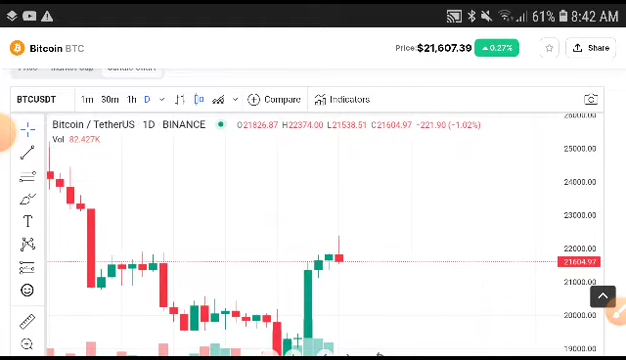 61% 8:42 AM
Bitcoin BTC Price: $21,607.39 0.27% Share
BTCUSDT 1m 30m 1h D Compare Indicators
Bitcoin / TetherUS 1D BINANCE O21826.87 H22374.00 L21538.51 C21604.97 -221.90 (-1.02%)
Vol 82.427K
26000.00
25000.00
24000.00
23000.00
22000.00
21604.97
21000.00
20000.00
19000.00